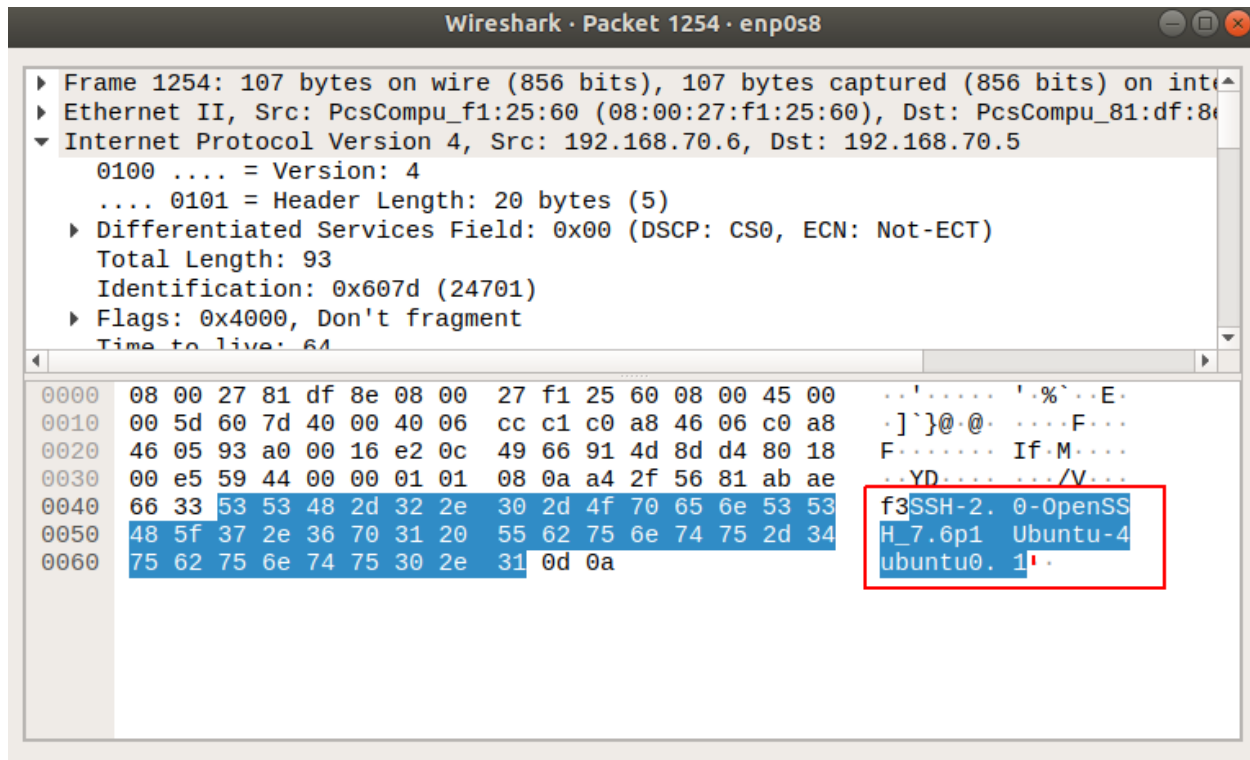 Wireshark · Packet 1254 · enp0s8
Frame 1254: 107 bytes on wire (856 bits), 107 bytes captured (856 bits) on inte
Ethernet II, Src: PcsCompu_f1:25:60 (08:00:27:f1:25:60), Dst: PcsCompu_81:df:8e
Internet Protocol Version 4, Src: 192.168.70.6, Dst: 192.168.70.5
0100 .... = Version: 4
.... 0101 = Header Length: 20 bytes (5)
Differentiated Services Field: 0x00 (DSCP: CS0, ECN: Not-ECT)
Total Length: 93
Identification: 0x607d (24701)
Flags: 0x4000, Don't fragment
Time to live: 64
0000 08 00 27 81 df 8e 08 00 27 f1 25 60 08 00 45 00 ··'····· '·%`··E·
0010 00 5d 60 7d 40 00 40 06 cc c1 c0 a8 46 06 c0 a8 ·]`}@·@· ····F···
0020 46 05 93 a0 00 16 e2 0c 49 66 91 4d 8d d4 80 18 F······· If·M····
0030 00 e5 59 44 00 00 01 01 08 0a a4 2f 56 81 ab ae ··YD···· ···/V···
0040 66 33 53 53 48 2d 32 2e 30 2d 4f 70 65 6e 53 53 f3SSH-2. 0-OpenSS
0050 48 5f 37 2e 36 70 31 20 55 62 75 6e 74 75 2d 34 H_7.6p1 Ubuntu-4
0060 75 62 75 6e 74 75 30 2e 31 0d 0a ubuntu0. 1··